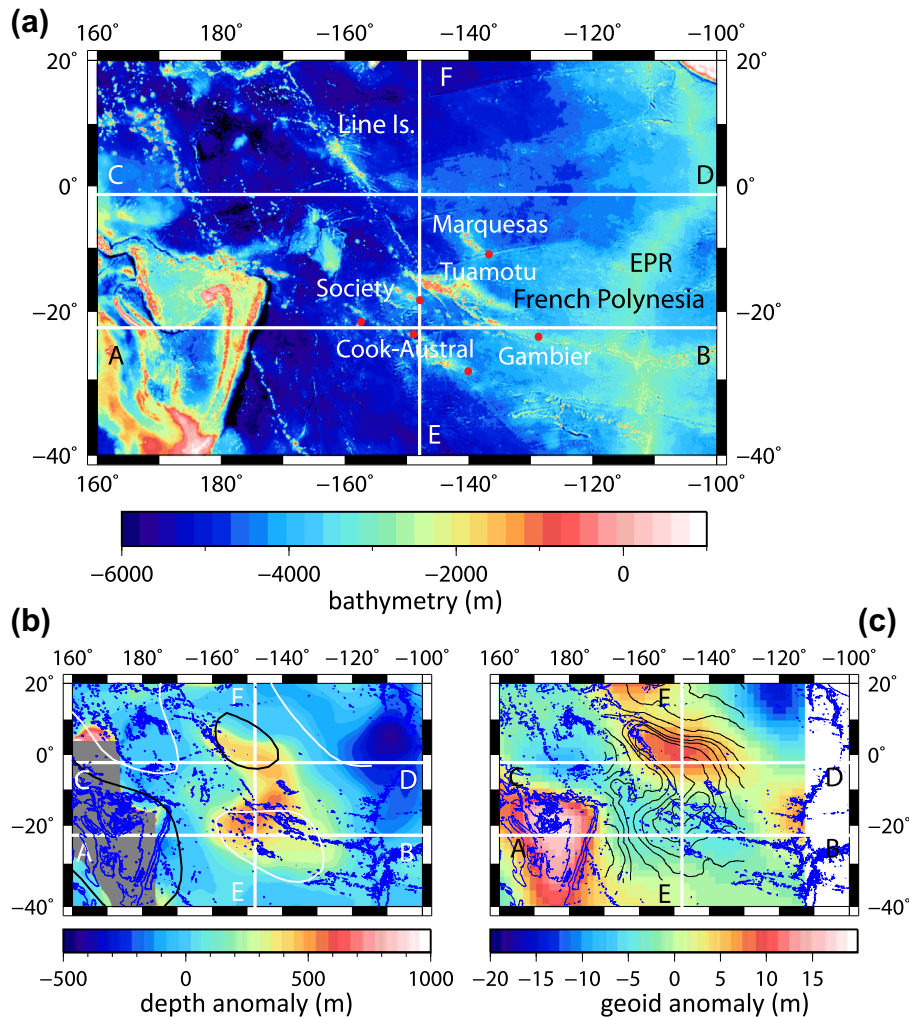 (a)
160˚ 180˚ −160˚ −140˚ −120˚ −100˚
20˚ F 20˚
Line Is.
C D
0˚ 0˚
Marquesas
EPR
Tuamotu
Society French Polynesia
−20˚ −20˚
A Cook-Austral Gambier B
E
−40˚ −40˚
160˚ 180˚ −160˚ −140˚ −120˚ −100˚
−6000 −4000 −2000 0
bathymetry (m)
(b) (c)
160˚ 180˚ −160˚ −140˚ −120˚ −100˚ 160˚ 180˚ −160˚ −140˚ −120˚ −100˚
20˚ F E 20˚
0˚ 0˚
C D C D
−20˚ −20˚
A B A B
E E
−40˚ −40˚
−500 0 500 1000 −20 −15 −10 −5 0 5 10 15
depth anomaly (m) geoid anomaly (m)